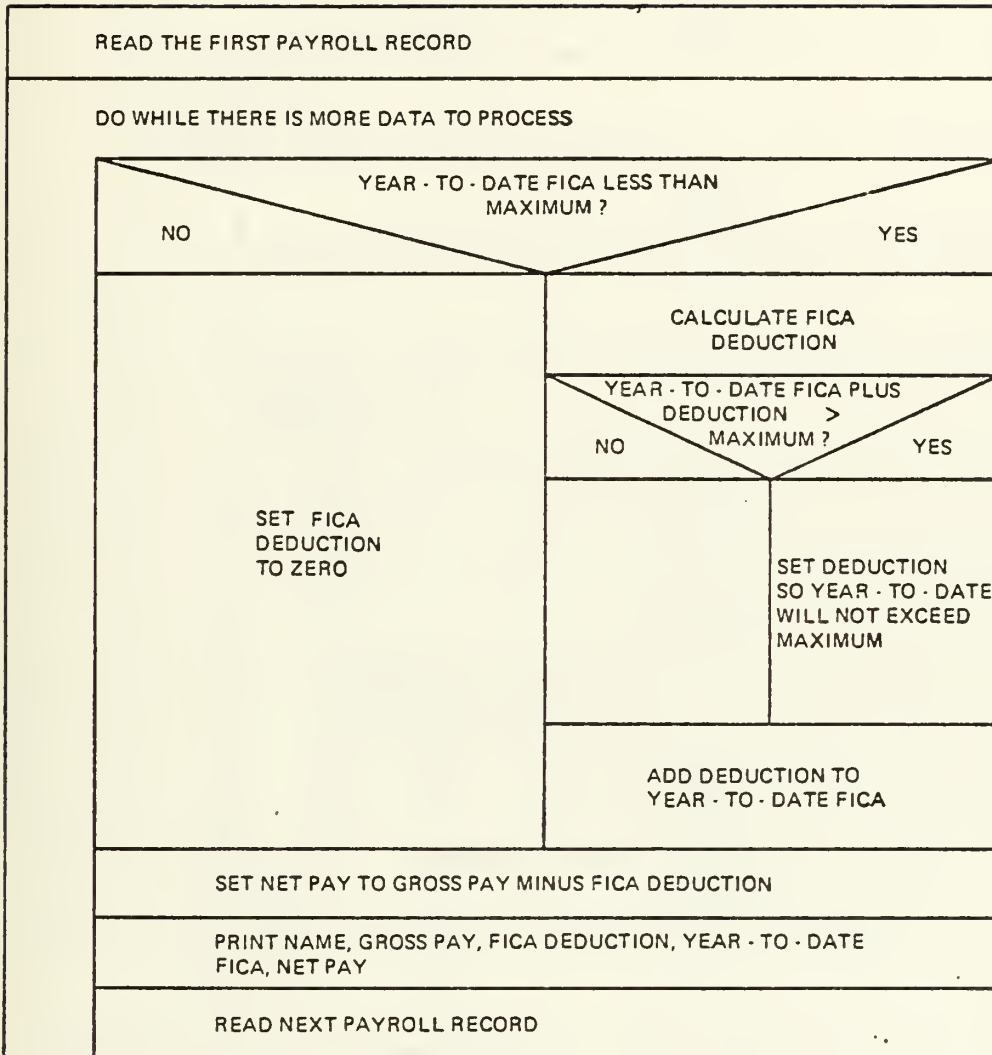 READ THE FIRST PAYROLL RECORD
DO WHILE THERE IS MORE DATA TO PROCESS
YEAR - TO - DATE FICA LESS THAN
MAXIMUM ?
NO
YES
CALCULATE FICA
DEDUCTION
YEAR - TO - DATE FICA PLUS
DEDUCTION >
MAXIMUM ?
NO
YES
SET FICA
DEDUCTION
TO ZERO
SET DEDUCTION
SO YEAR - TO - DATE
WILL NOT EXCEED
MAXIMUM
ADD DEDUCTION TO
YEAR - TO - DATE FICA
SET NET PAY TO GROSS PAY MINUS FICA DEDUCTION
PRINT NAME, GROSS PAY, FICA DEDUCTION, YEAR - TO - DATE
FICA, NET PAY
READ NEXT PAYROLL RECORD